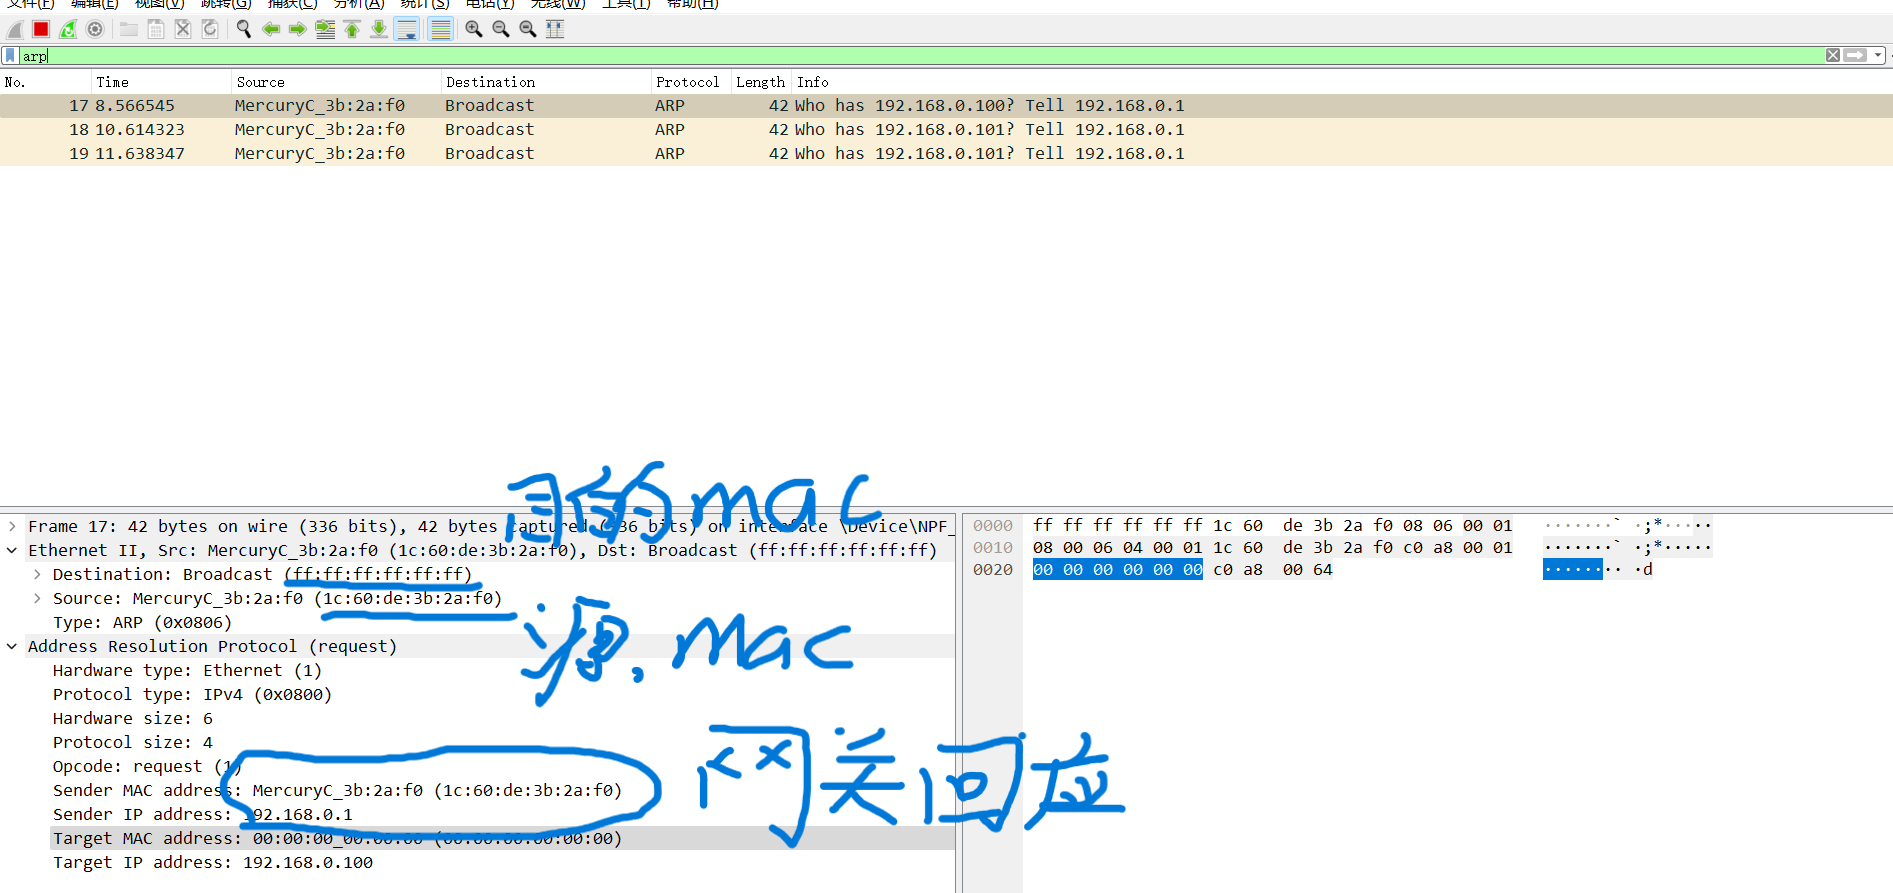 文件(F) 编辑(E) 视图(V) 跳转(G) 捕获(C) 分析(A) 统计(S) 电话(Y) 无线(W) 工具(T) 帮助(H)
arp
No. Time Source Destination Protocol Length Info
17 8.566545 MercuryC_3b:2a:f0 Broadcast ARP 42 Who has 192.168.0.100? Tell 192.168.0.1
18 10.614323 MercuryC_3b:2a:f0 Broadcast ARP 42 Who has 192.168.0.101? Tell 192.168.0.1
19 11.638347 MercuryC_3b:2a:f0 Broadcast ARP 42 Who has 192.168.0.101? Tell 192.168.0.1
目的mac
Frame 17: 42 bytes on wire (336 bits), 42 bytes captured (336 bits) on interface \Device\NPF_
Ethernet II, Src: MercuryC_3b:2a:f0 (1c:60:de:3b:2a:f0), Dst: Broadcast (ff:ff:ff:ff:ff:ff)
Destination: Broadcast (ff:ff:ff:ff:ff:ff)
Source: MercuryC_3b:2a:f0 (1c:60:de:3b:2a:f0)
源,mac
Type: ARP (0x0806)
Address Resolution Protocol (request)
Hardware type: Ethernet (1)
Protocol type: IPv4 (0x0800)
Hardware size: 6
Protocol size: 4
Opcode: request (1)
网关回应
Sender MAC address: MercuryC_3b:2a:f0 (1c:60:de:3b:2a:f0)
Sender IP address: 192.168.0.1
Target MAC address: 00:00:00_00:00:00 (00:00:00:00:00:00)
Target IP address: 192.168.0.100
0000 ff ff ff ff ff ff 1c 60 de 3b 2a f0 08 06 00 01 ·······` ·;*·····
0010 08 00 06 04 00 01 1c 60 de 3b 2a f0 c0 a8 00 01 ·······` ·;*·····
0020 00 00 00 00 00 00 c0 a8 00 64 ········ ·d